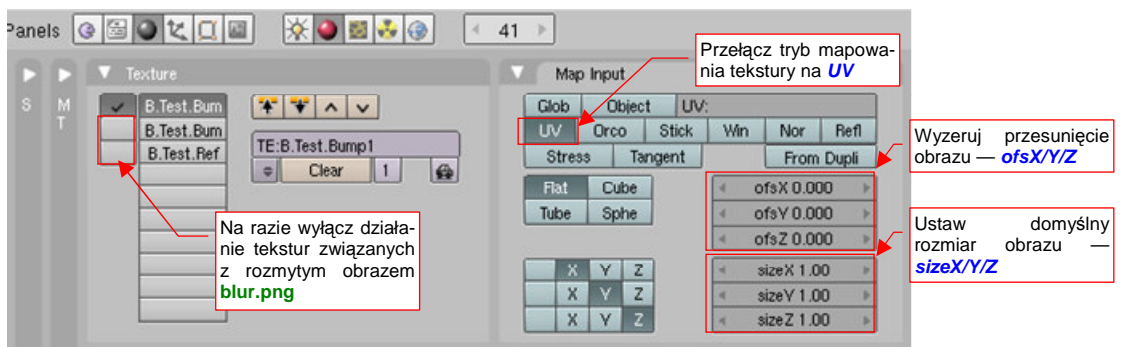 Panels
41
Przełącz tryb mapowa-
nia tekstury na UV
Texture
Map Input
S
M
T
B.Test.Bum
B.Test.Bum
B.Test.Ref
TE:B.Test.Bump1
Clear
1
Glob Object UV:
UV Orco Stick Win Nor Refl
Stress Tangent From Dupli
Flat Cube
Tube Sphe
ofsX 0.000
ofsY 0.000
ofsZ 0.000
X Y Z
X Y Z
X Y Z
sizeX 1.00
sizeY 1.00
sizeZ 1.00
Wyzeruj przesunięcie
obrazu — ofsX/Y/Z
Ustaw domyślny
rozmiar obrazu —
sizeX/Y/Z
Na razie wyłącz działa-
nie tekstur związanych
z rozmytym obrazem
blur.png